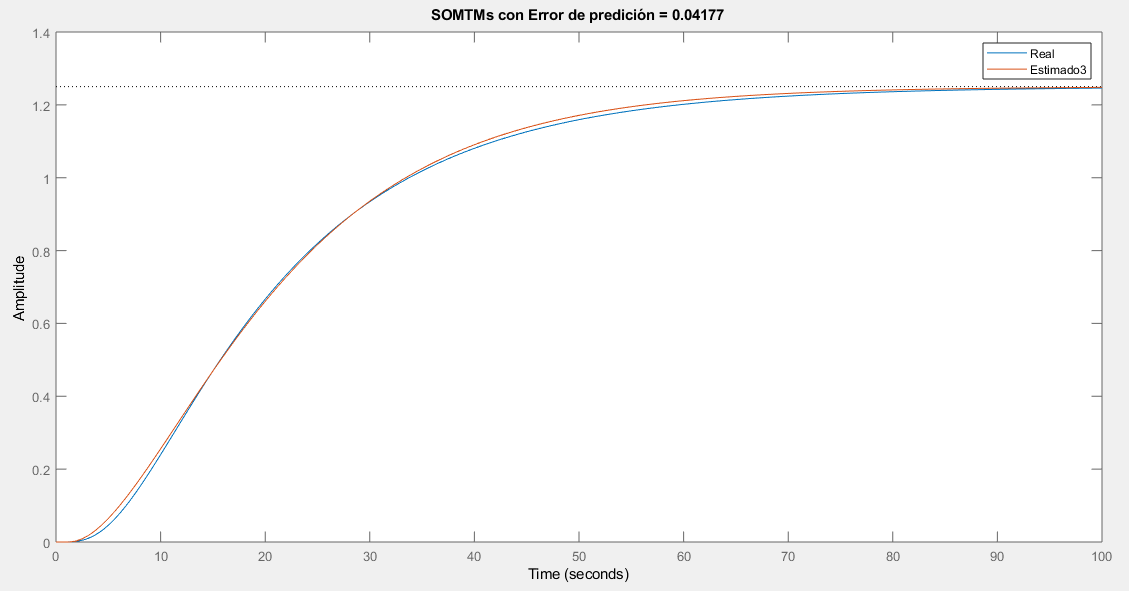 SOMTMs con Error de predición = 0.04177
Real
Estimado3
1.4
1.2
1
0.8
0.6
0.4
0.2
0
Amplitude
0 10 20 30 40 50 60 70 80 90 100
Time (seconds)